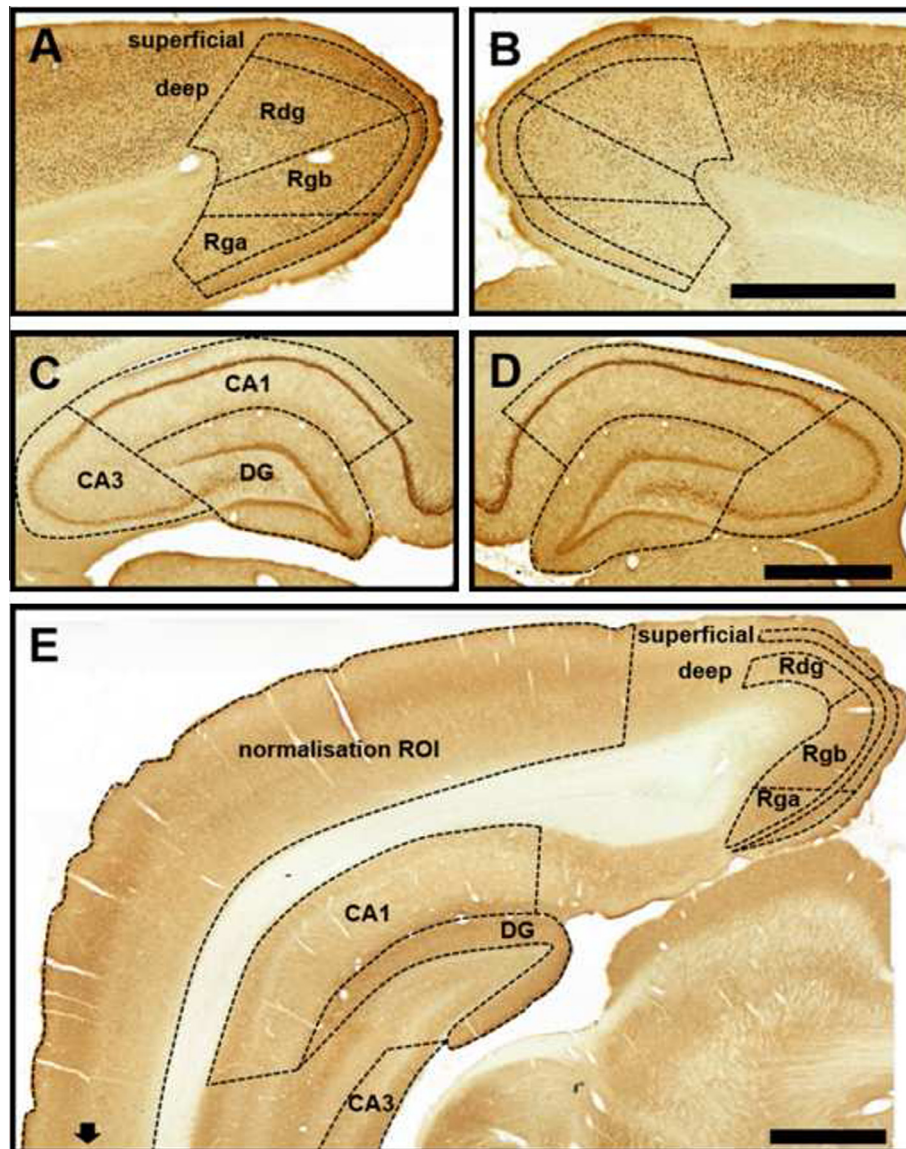 A
superficial
deep
Rdg
Rgb
Rga
B
C
CA1
CA3
DG
D
E
superficial
deep
Rdg
normalisation ROI
Rgb
Rga
CA1
DG
CA3